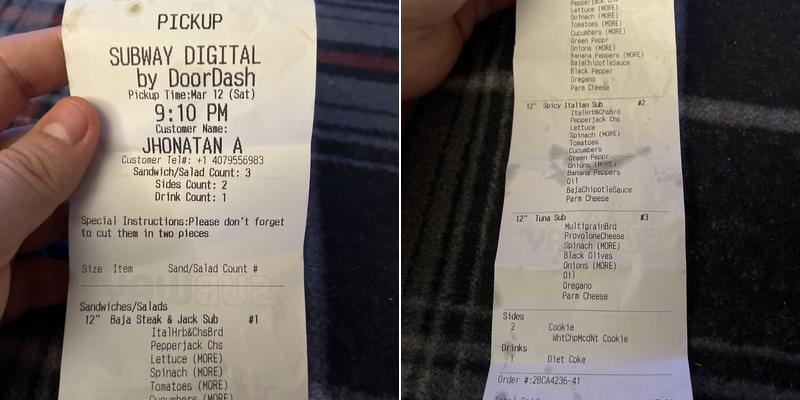 PICKUP
SUBWAY DIGITAL
by DoorDash
Pickup Time:Mar 12 (Sat)
9:10 PM
Customer Name:
JHONATAN A
Customer Tel#: +1 4079556983
Sandwich/Salad Count: 3
Sides Count: 2
Drink Count: 1
Special Instructions:Please don't forget
to cut them in two pieces
Size Item Sand/Salad Count #
Sandwiches/Salads
12" Baja Steak & Jack Sub #1
ItalHrb&ChsBrd
Pepperjack Chs
Lettuce (MORE)
Spinach (MORE)
Tomatoes (MORE)
Cucumbers (MORE)
Pepperjack Chs
Lettuce (MORE)
Spinach (MORE)
Tomatoes (MORE)
Cucumbers (MORE)
Green Peppr
Onions (MORE)
Banana Peppers (MORE)
BajaChipotleSauce
Black Pepper
Oregano
Parm Cheese
12" Spicy Italian Sub #2
ItalHrb&ChsBrd
Pepperjack Chs
Lettuce
Spinach (MORE)
Tomatoes
Cucumbers
Green Peppr
Onions (MORE)
Banana Peppers
Oil
BajaChipotleSauce
Parm Cheese
12" Tuna Sub #3
MultigrainBrd
ProvoloneCheese
Spinach (MORE)
Black Olives
Onions (MORE)
Oil
Oregano
Parm Cheese
Sides
2 Cookie
WhtChpMcdNt Cookie
Drinks
1 Diet Coke
Order #:2BCA4236-41